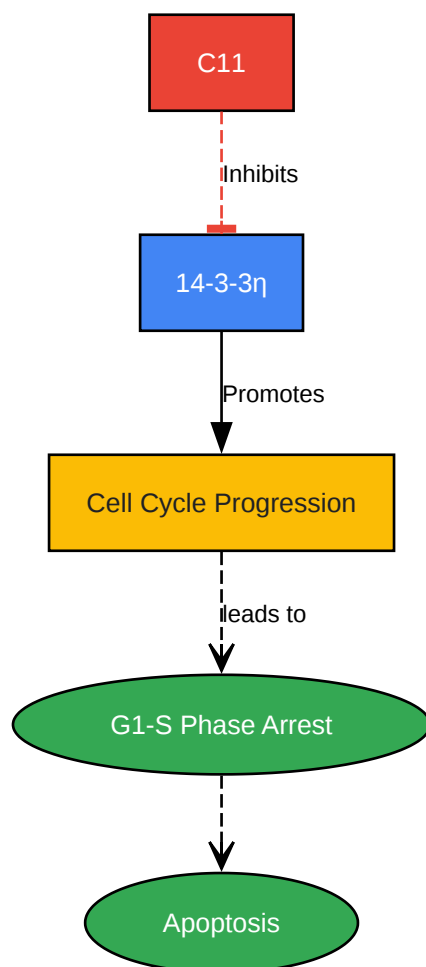 C11
Inhibits
14-3-3η
Promotes
Cell Cycle Progression
leads to
G1-S Phase Arrest
Apoptosis